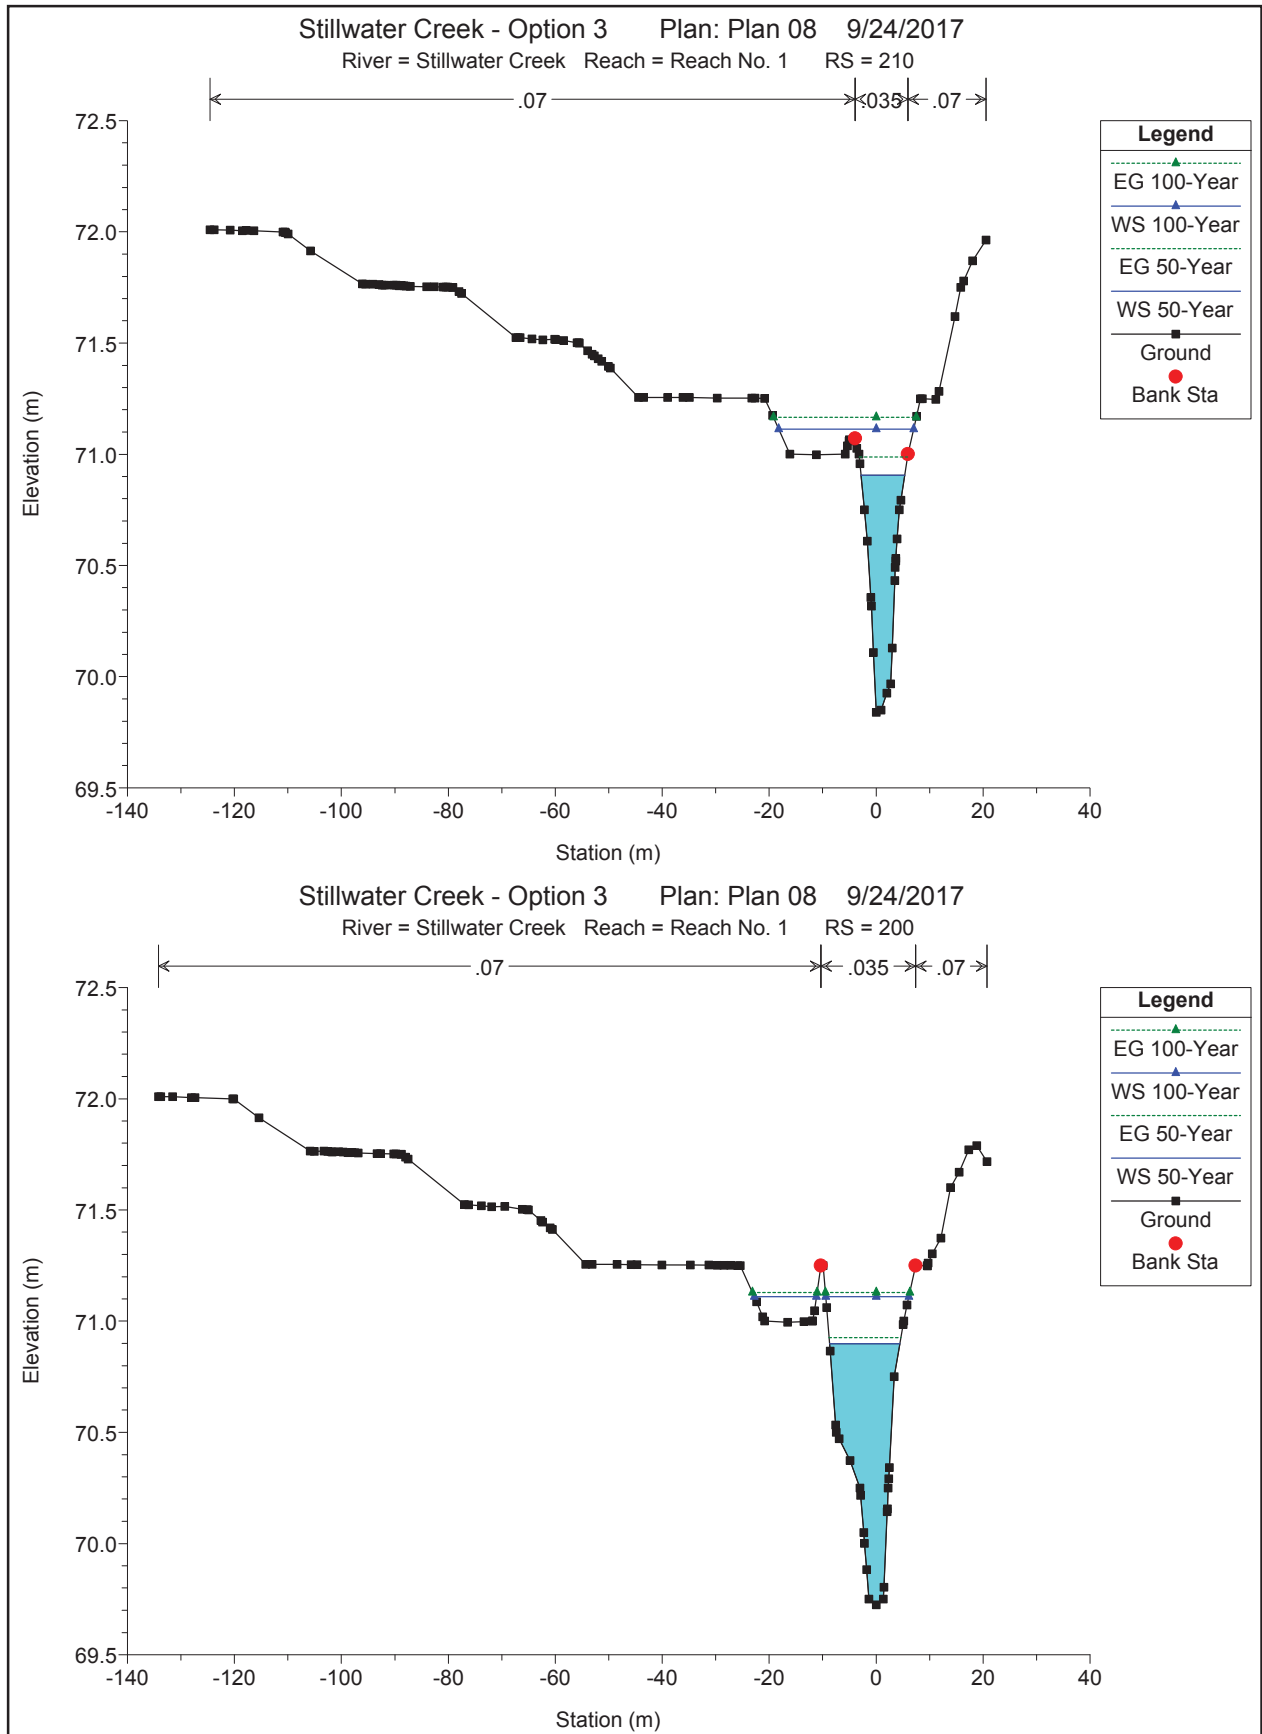 Stillwater Creek - Option 3 Plan: Plan 08 9/24/2017
River = Stillwater Creek Reach = Reach No. 1 RS = 210
.07 .035 .07
72.5
72.0
71.5
71.0
70.5
70.0
69.5
Elevation (m)
-140 -120 -100 -80 -60 -40 -20 0 20 40
Station (m)
Legend
EG 100-Year
WS 100-Year
EG 50-Year
WS 50-Year
Ground
Bank Sta
Stillwater Creek - Option 3 Plan: Plan 08 9/24/2017
River = Stillwater Creek Reach = Reach No. 1 RS = 200
.07 .035 .07
72.5
72.0
71.5
71.0
70.5
70.0
69.5
Elevation (m)
-140 -120 -100 -80 -60 -40 -20 0 20 40
Station (m)
Legend
EG 100-Year
WS 100-Year
EG 50-Year
WS 50-Year
Ground
Bank Sta